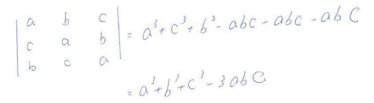 | a b c |
| c a b | = a³ + c³ + b³ - abc - abc - abc
| b c a |
= a³ + b³ + c³ - 3abc